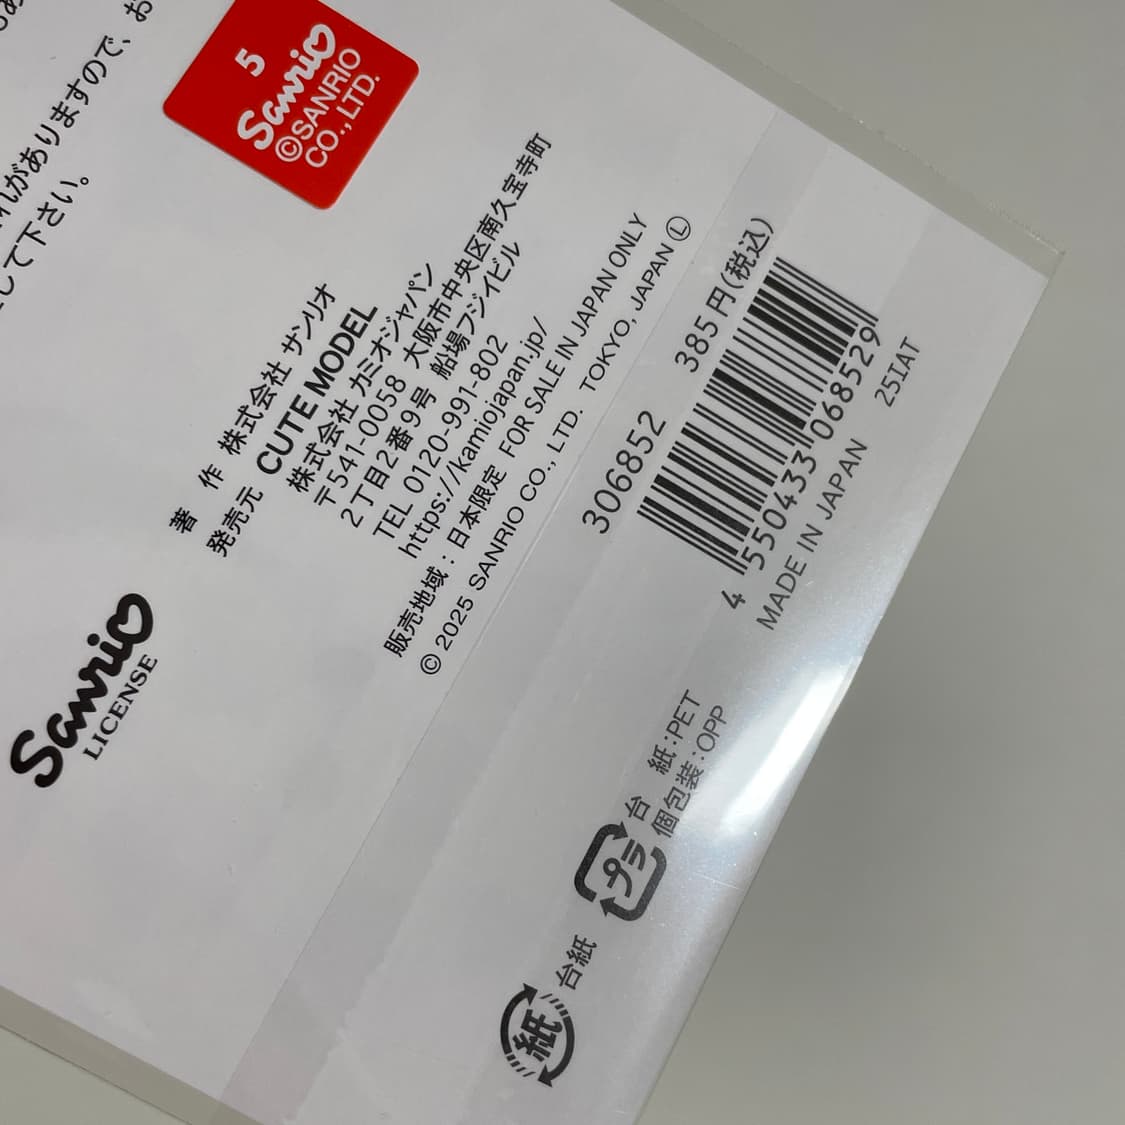 れがありますので、お
して下さい。
5
Sanrio
©SANRIO
CO., LTD.
著　作 株式会社 サンリオ
発売元 CUTE MODEL
株式会社 カミオジャパン
〒541-0058 大阪市中央区南久宝寺町
2丁目2番9号 船場フジイビル
TEL 0120-991-802
https://kamiojapan.jp/
販売地域：日本限定 FOR SALE IN JAPAN ONLY
© 2025 SANRIO CO., LTD. TOKYO, JAPAN Ⓛ
Sanrio
LICENSE
306852 385円(税込)
4 550433 068529
MADE IN JAPAN 25IAT
プラ
台　紙：PET
個包装：OPP
紙
台紙